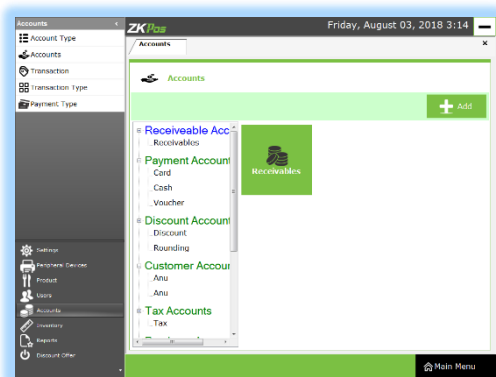 Accounts
Account Type
Accounts
Transaction
Transaction Type
Payment Type
Settings
Peripheral Devices
Product
Users
Accounts
Inventory
Reports
Discount Offer
ZKPos
Friday, August 03, 2018 3:14
Accounts
Accounts
Add
Receiveable Acc
Receivables
Payment Account
Card
Cash
Voucher
Discount Account
Discount
Rounding
Customer Accour
Anu
Anu
Tax Accounts
Tax
Receivables
Main Menu